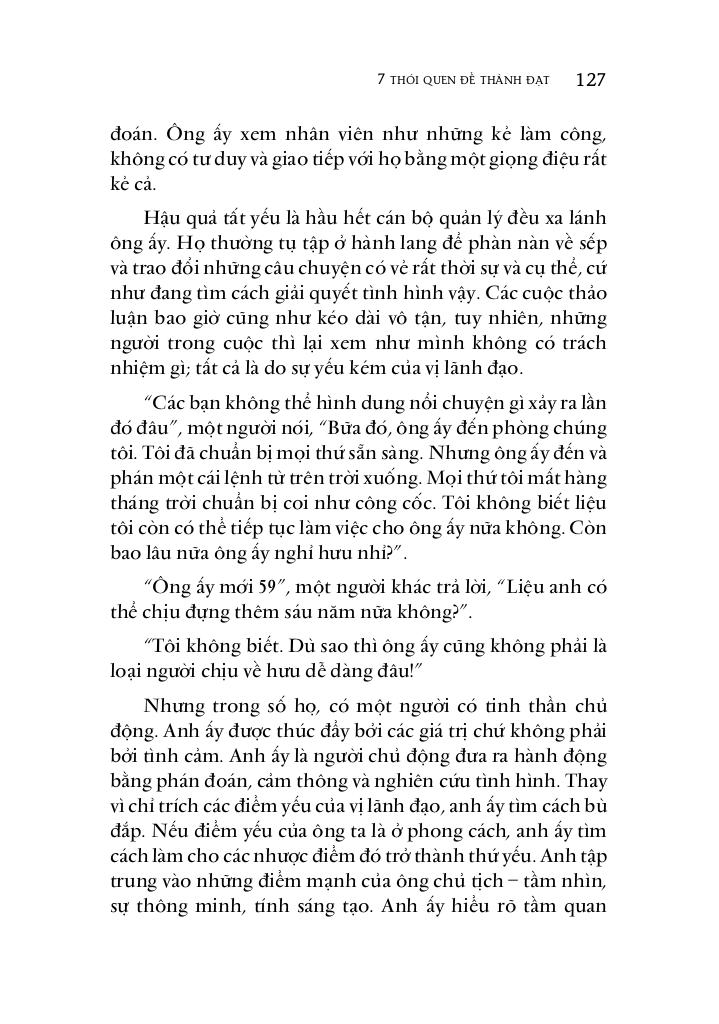 7 THÓI QUEN ĐỂ THÀNH ĐẠT 127
đoán. Ông ấy xem nhân viên như những kẻ làm công,
không có tư duy và giao tiếp với họ bằng một giọng điệu rất
kẻ cả.
Hậu quả tất yếu là hầu hết cán bộ quản lý đều xa lánh
ông ấy. Họ thường tụ tập ở hành lang để phàn nàn về sếp
và trao đổi những câu chuyện có vẻ rất thời sự và cụ thể, cứ
như đang tìm cách giải quyết tình hình vậy. Các cuộc thảo
luận bao giờ cũng như kéo dài vô tận, tuy nhiên, những
người trong cuộc thì lại xem như mình không có trách
nhiệm gì; tất cả là do sự yếu kém của vị lãnh đạo.
“Các bạn không thể hình dung nổi chuyện gì xảy ra lần
đó đâu”, một người nói, “Bữa đó, ông ấy đến phòng chúng
tôi. Tôi đã chuẩn bị mọi thứ sẵn sàng. Nhưng ông ấy đến và
phán một cái lệnh từ trên trời xuống. Mọi thứ tôi mất hàng
tháng trời chuẩn bị coi như công cốc. Tôi không biết liệu
tôi còn có thể tiếp tục làm việc cho ông ấy nữa không. Còn
bao lâu nữa ông ấy nghỉ hưu nhỉ?”.
“Ông ấy mới 59”, một người khác trả lời, “Liệu anh có
thể chịu đựng thêm sáu năm nữa không?”.
“Tôi không biết. Dù sao thì ông ấy cũng không phải là
loại người chịu về hưu dễ dàng đâu!”
Nhưng trong số họ, có một người có tinh thần chủ
động. Anh ấy được thúc đẩy bởi các giá trị chứ không phải
bởi tình cảm. Anh ấy là người chủ động đưa ra hành động
bằng phán đoán, cảm thông và nghiên cứu tình hình. Thay
vì chỉ trích các điểm yếu của vị lãnh đạo, anh ấy tìm cách bù
đắp. Nếu điểm yếu của ông ta là ở phong cách, anh ấy tìm
cách làm cho các nhược điểm đó trở thành thứ yếu. Anh tập
trung vào những điểm mạnh của ông chủ tịch – tầm nhìn,
sự thông minh, tính sáng tạo. Anh ấy hiểu rõ tầm quan